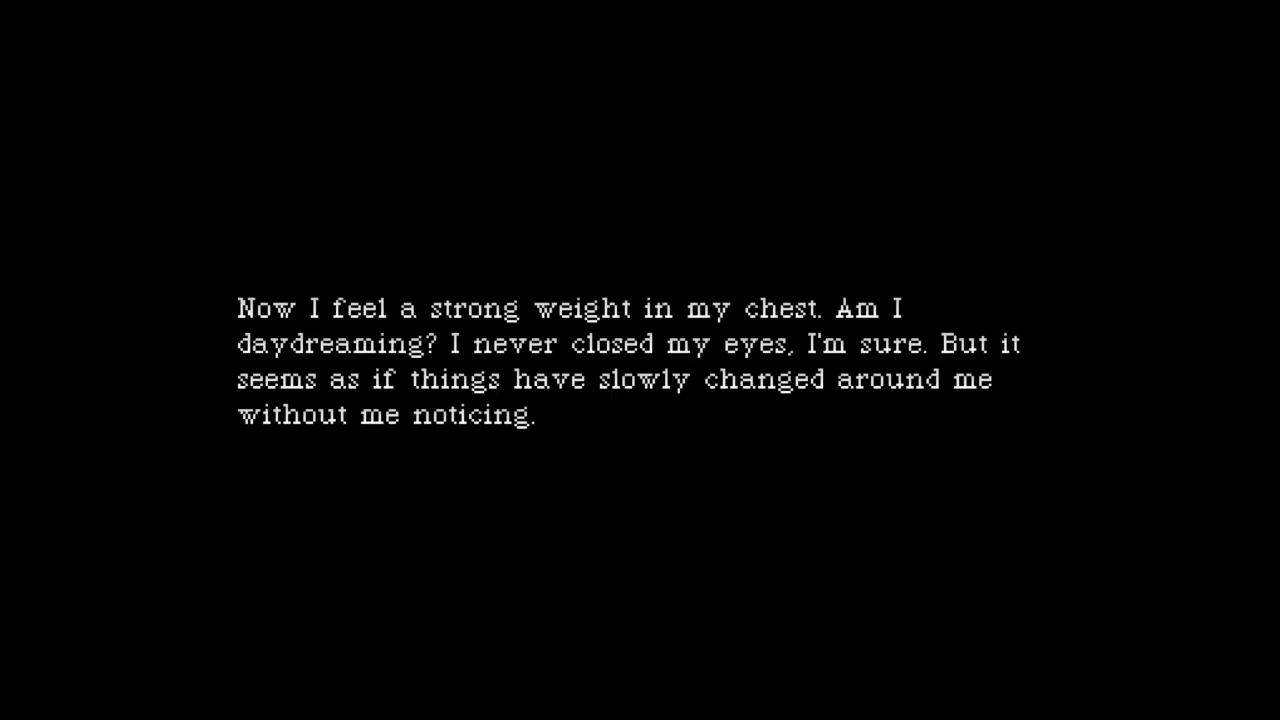 Now I feel a strong weight in my chest. Am I
daydreaming? I never closed my eyes, I'm sure. But it
seems as if things have slowly changed around me
without me noticing.